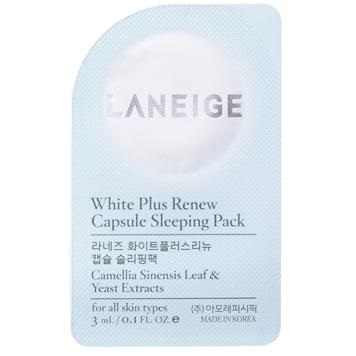 LANEIGE
White Plus Renew
Capsule Sleeping Pack
라네즈 화이트플러스리뉴
캡슐 슬리핑팩
Camellia Sinensis Leaf &
Yeast Extracts
for all skin types
3 mL / 0.1 FL. OZ.e
(주)아모레퍼시픽
MADE IN KOREA